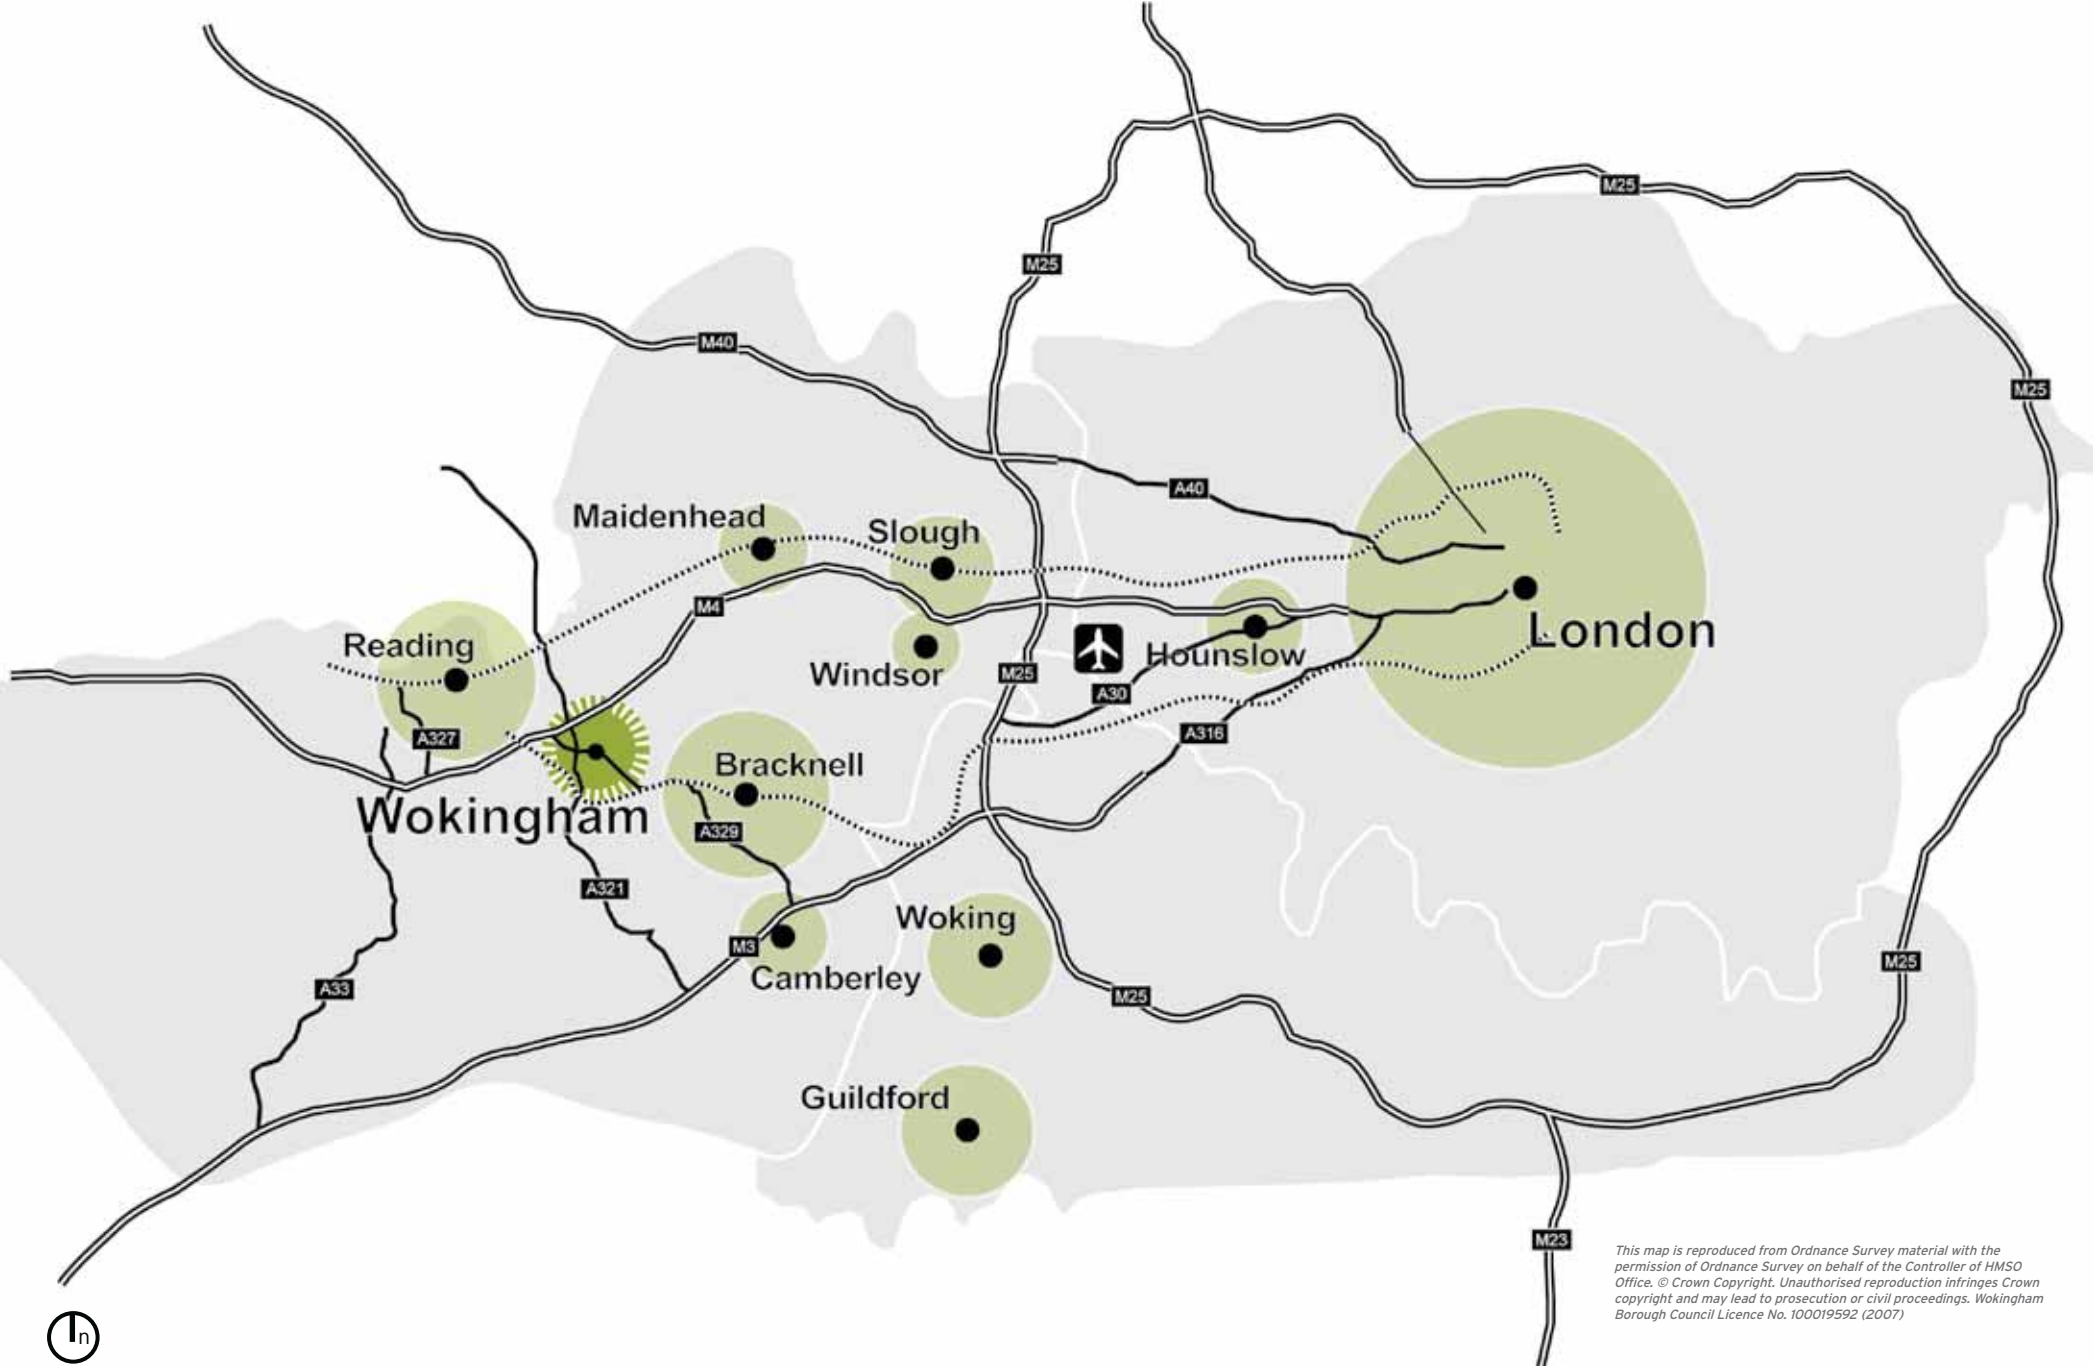 M25
M25
M40
M25
A40
Maidenhead
Slough
M4
London
Reading
Hounslow
Windsor
M25
A30
A327
A316
Bracknell
Wokingham
A329
A321
Woking
M3
Camberley
M25
A33
M25
Guildford
M23
This map is reproduced from Ordnance Survey material with the
permission of Ordnance Survey on behalf of the Controller of HMSO
Office. © Crown Copyright. Unauthorised reproduction infringes Crown
copyright and may lead to prosecution or civil proceedings. Wokingham
Borough Council Licence No. 100019592 (2007)
n